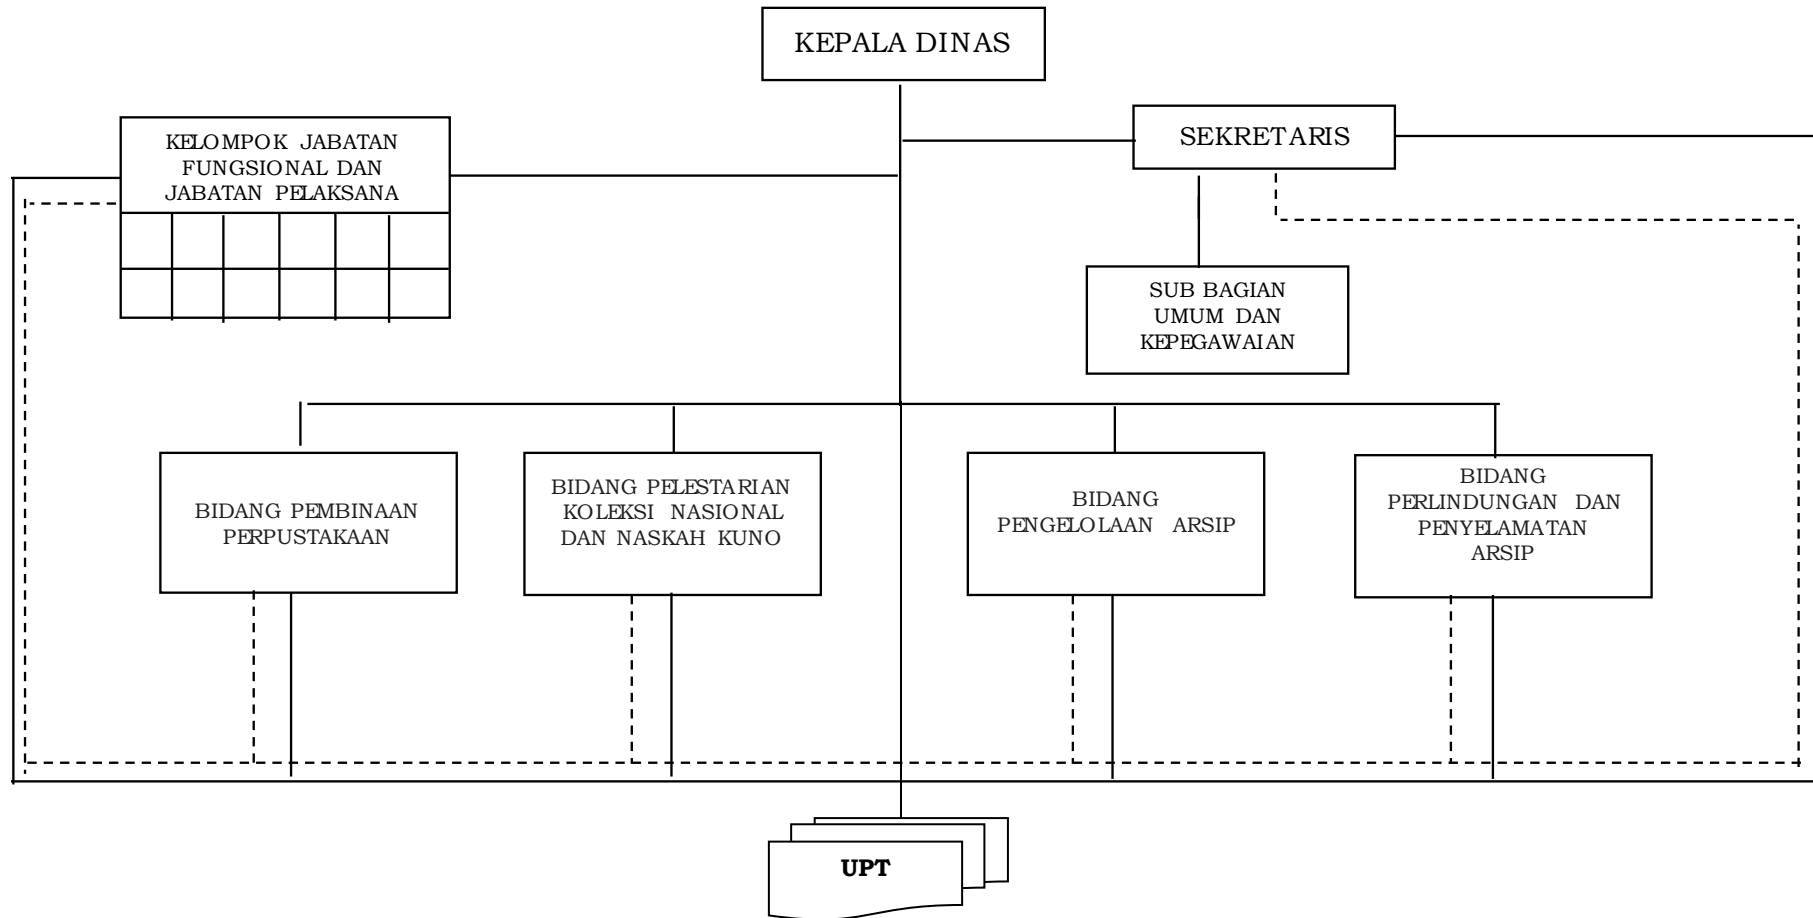 KEPALA DINAS
KELOMPOK JABATAN
FUNGSIONAL DAN
JABATAN PELAKSANA
SEKRETARIS
SUB BAGIAN
UMUM DAN
KEPEGAWAIAN
BIDANG PEMBINAAN
PERPUSTAKAAN
BIDANG PELESTARIAN
KOLEKSI NASIONAL
DAN NASKAH KUNO
BIDANG
PENGELOLAAN ARSIP
BIDANG
PERLINDUNGAN DAN
PENYELAMATAN
ARSIP
UPT